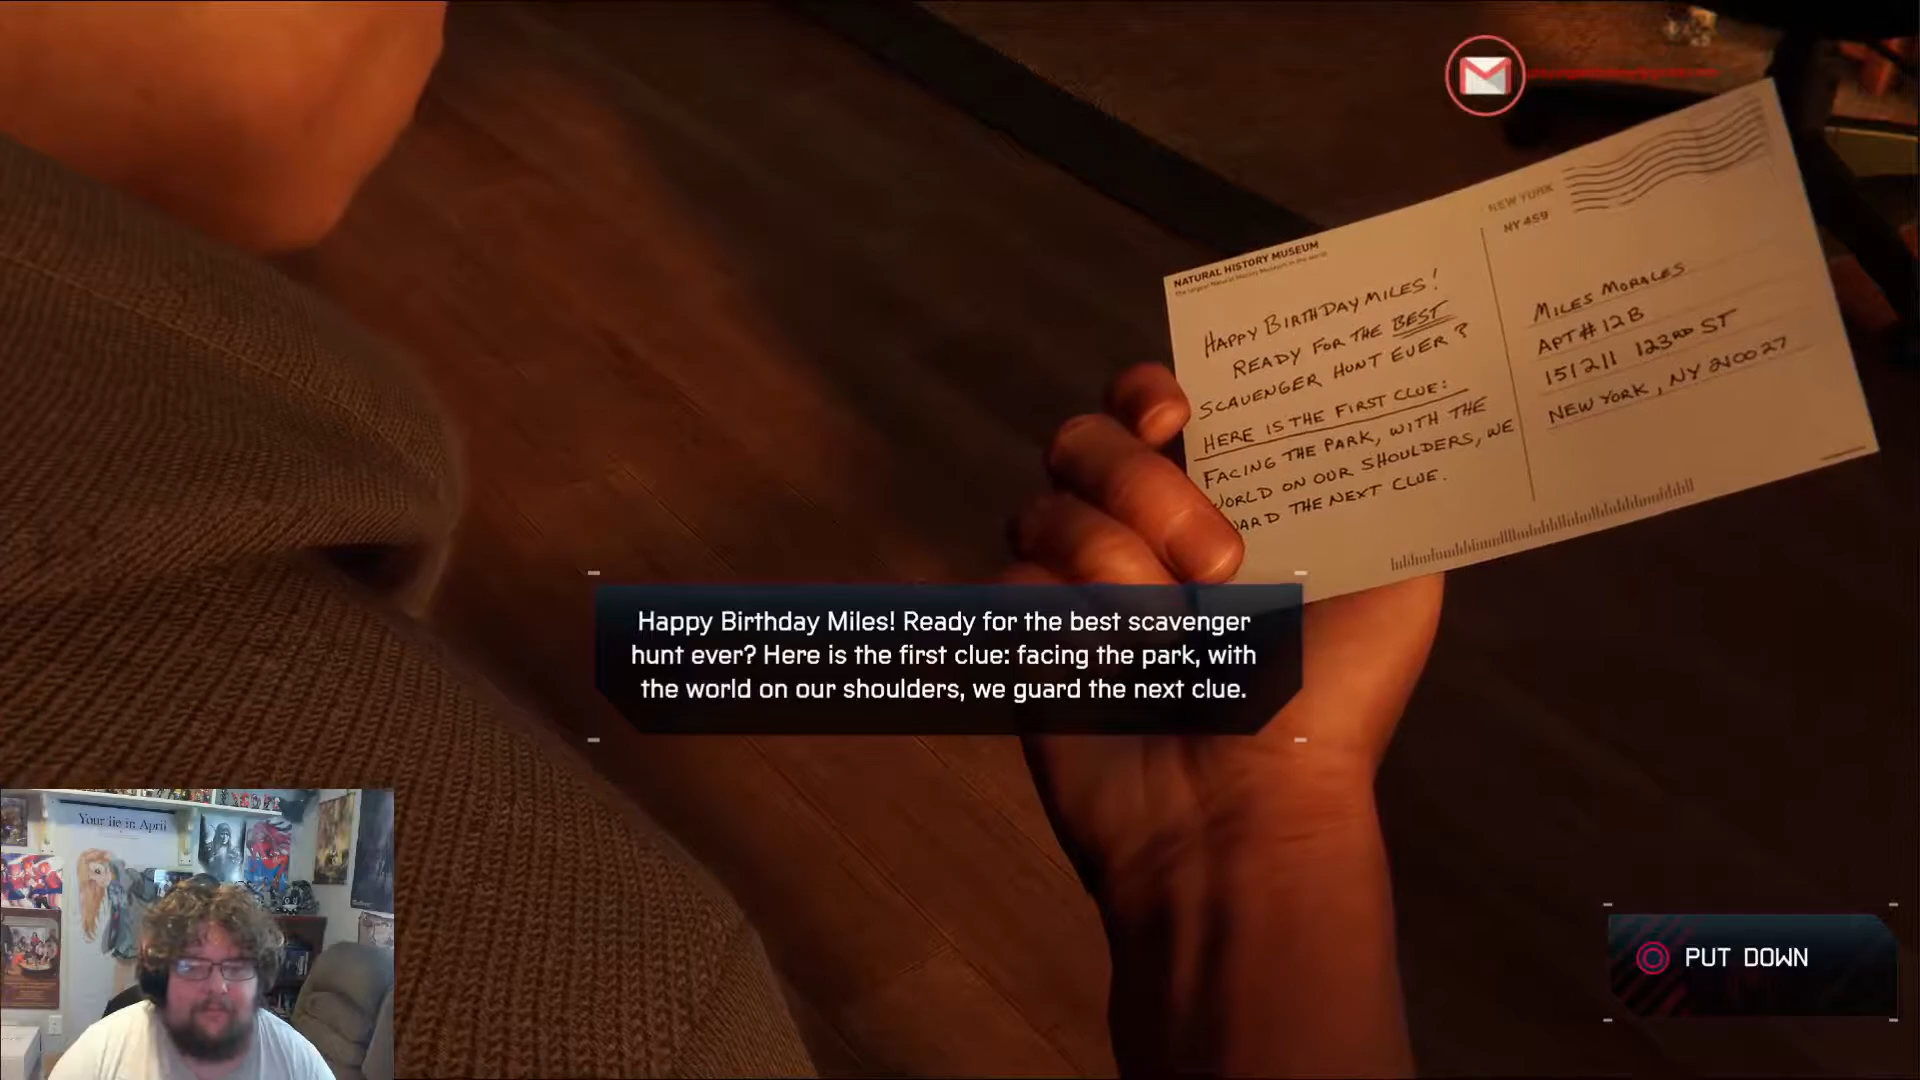 NATURAL HISTORY MUSEUM
HAPPY BIRTHDAY MILES!
READY FOR THE BEST
SCAVENGER HUNT EVER?
HERE IS THE FIRST CLUE:
FACING THE PARK, WITH THE
WORLD ON OUR SHOULDERS, WE
THE NEXT CLUE.
NEW YORK
NY 459
MILES MORALES
APT # 12B
151211 123RD ST
NEW YORK, NY 210027
Happy Birthday Miles! Ready for the best scavenger
hunt ever? Here is the first clue: facing the park, with
the world on our shoulders, we guard the next clue.
Your lie in April
PUT DOWN